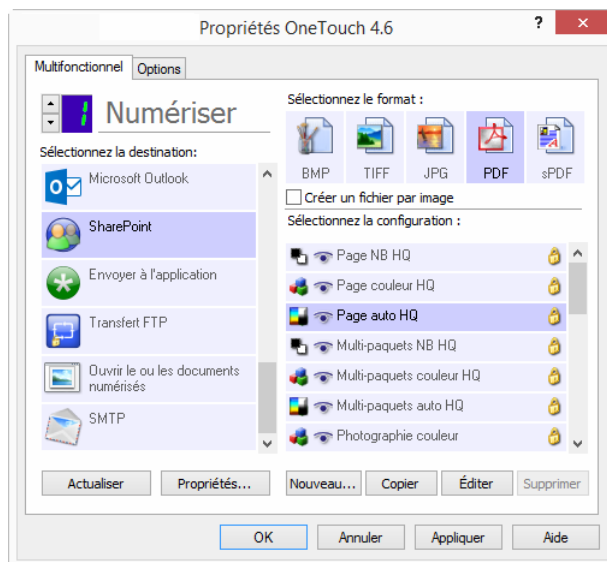 Propriétés OneTouch 4.6
?
×
Multifonctionnel
Options
1
Numériser
Sélectionnez la destination:
Microsoft Outlook
SharePoint
Envoyer à l'application
Transfert FTP
Ouvrir le ou les documents
numérisés
SMTP
Actualiser
Propriétés...
Sélectionnez le format :
BMP
TIFF
JPG
PDF
sPDF
Créer un fichier par image
Sélectionnez la configuration :
Page NB HQ
Page couleur HQ
Page auto HQ
Multi-paquets NB HQ
Multi-paquets couleur HQ
Multi-paquets auto HQ
Photographie couleur
Nouveau...
Copier
Éditer
Supprimer
OK
Annuler
Appliquer
Aide